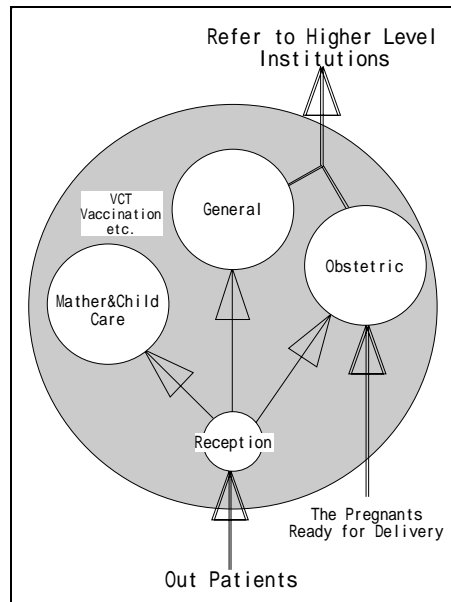 Refer to Higher Level
Institutions
VCT
Vaccination
etc.
General
Obstetric
Mather&Child
Care
Reception
The Pregnants
Ready for Delivery
Out Patients